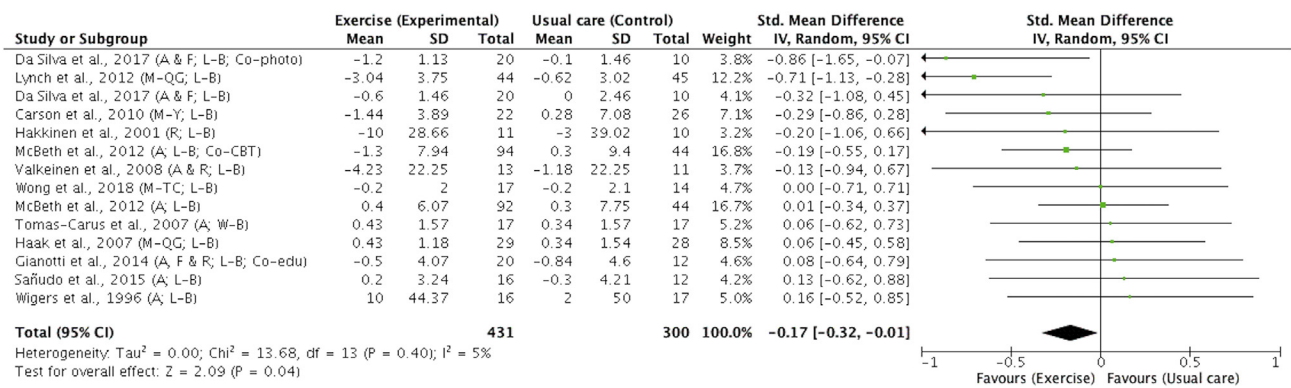 Exercise (Experimental) Usual care (Control) Std. Mean Difference Std. Mean Difference
Study or Subgroup Mean SD Total Mean SD Total Weight IV, Random, 95% CI IV, Random, 95% CI
Da Silva et al., 2017 (A & F; L-B; Co-photo) -1.2 1.13 20 -0.1 1.46 10 3.8% -0.86 [-1.65, -0.07]
Lynch et al., 2012 (M-QG; L-B) -3.04 3.75 44 -0.62 3.02 45 12.2% -0.71 [-1.13, -0.28]
Da Silva et al., 2017 (A & F; L-B) -0.6 1.46 20 0 2.46 10 4.1% -0.32 [-1.08, 0.45]
Carson et al., 2010 (M-Y; L-B) -1.44 3.89 22 0.28 7.08 26 7.1% -0.29 [-0.86, 0.28]
Hakkinen et al., 2001 (R; L-B) -10 28.66 11 -3 39.02 10 3.2% -0.20 [-1.06, 0.66]
McBeth et al., 2012 (A; L-B; Co-CBT) -1.3 7.94 94 0.3 9.4 44 16.8% -0.19 [-0.55, 0.17]
Valkeinen et al., 2008 (A & R; L-B) -4.23 22.25 13 -1.18 22.25 11 3.7% -0.13 [-0.94, 0.67]
Wong et al., 2018 (M-TC; L-B) -0.2 2 17 -0.2 2.1 14 4.7% 0.00 [-0.71, 0.71]
McBeth et al., 2012 (A; L-B) 0.4 6.07 92 0.3 7.75 44 16.7% 0.01 [-0.34, 0.37]
Tomas-Carus et al., 2007 (A; W-B) 0.43 1.57 17 0.34 1.57 17 5.2% 0.06 [-0.62, 0.73]
Haak et al., 2007 (M-QG; L-B) 0.43 1.18 29 0.34 1.54 28 8.5% 0.06 [-0.45, 0.58]
Gianotti et al., 2014 (A, F & R; L-B; Co-edu) -0.5 4.07 20 -0.84 4.6 12 4.6% 0.08 [-0.64, 0.79]
Sañudo et al., 2015 (A; L-B) 0.2 3.24 16 -0.3 4.21 12 4.2% 0.13 [-0.62, 0.88]
Wigers et al., 1996 (A; L-B) 10 44.37 16 2 50 17 5.0% 0.16 [-0.52, 0.85]
Total (95% CI) 431 300 100.0% -0.17 [-0.32, -0.01]
Heterogeneity: Tau² = 0.00; Chi² = 13.68, df = 13 (P = 0.40); I² = 5%
Test for overall effect: Z = 2.09 (P = 0.04)
-1 -0.5 0 0.5 1
Favours (Exercise) Favours (Usual care)